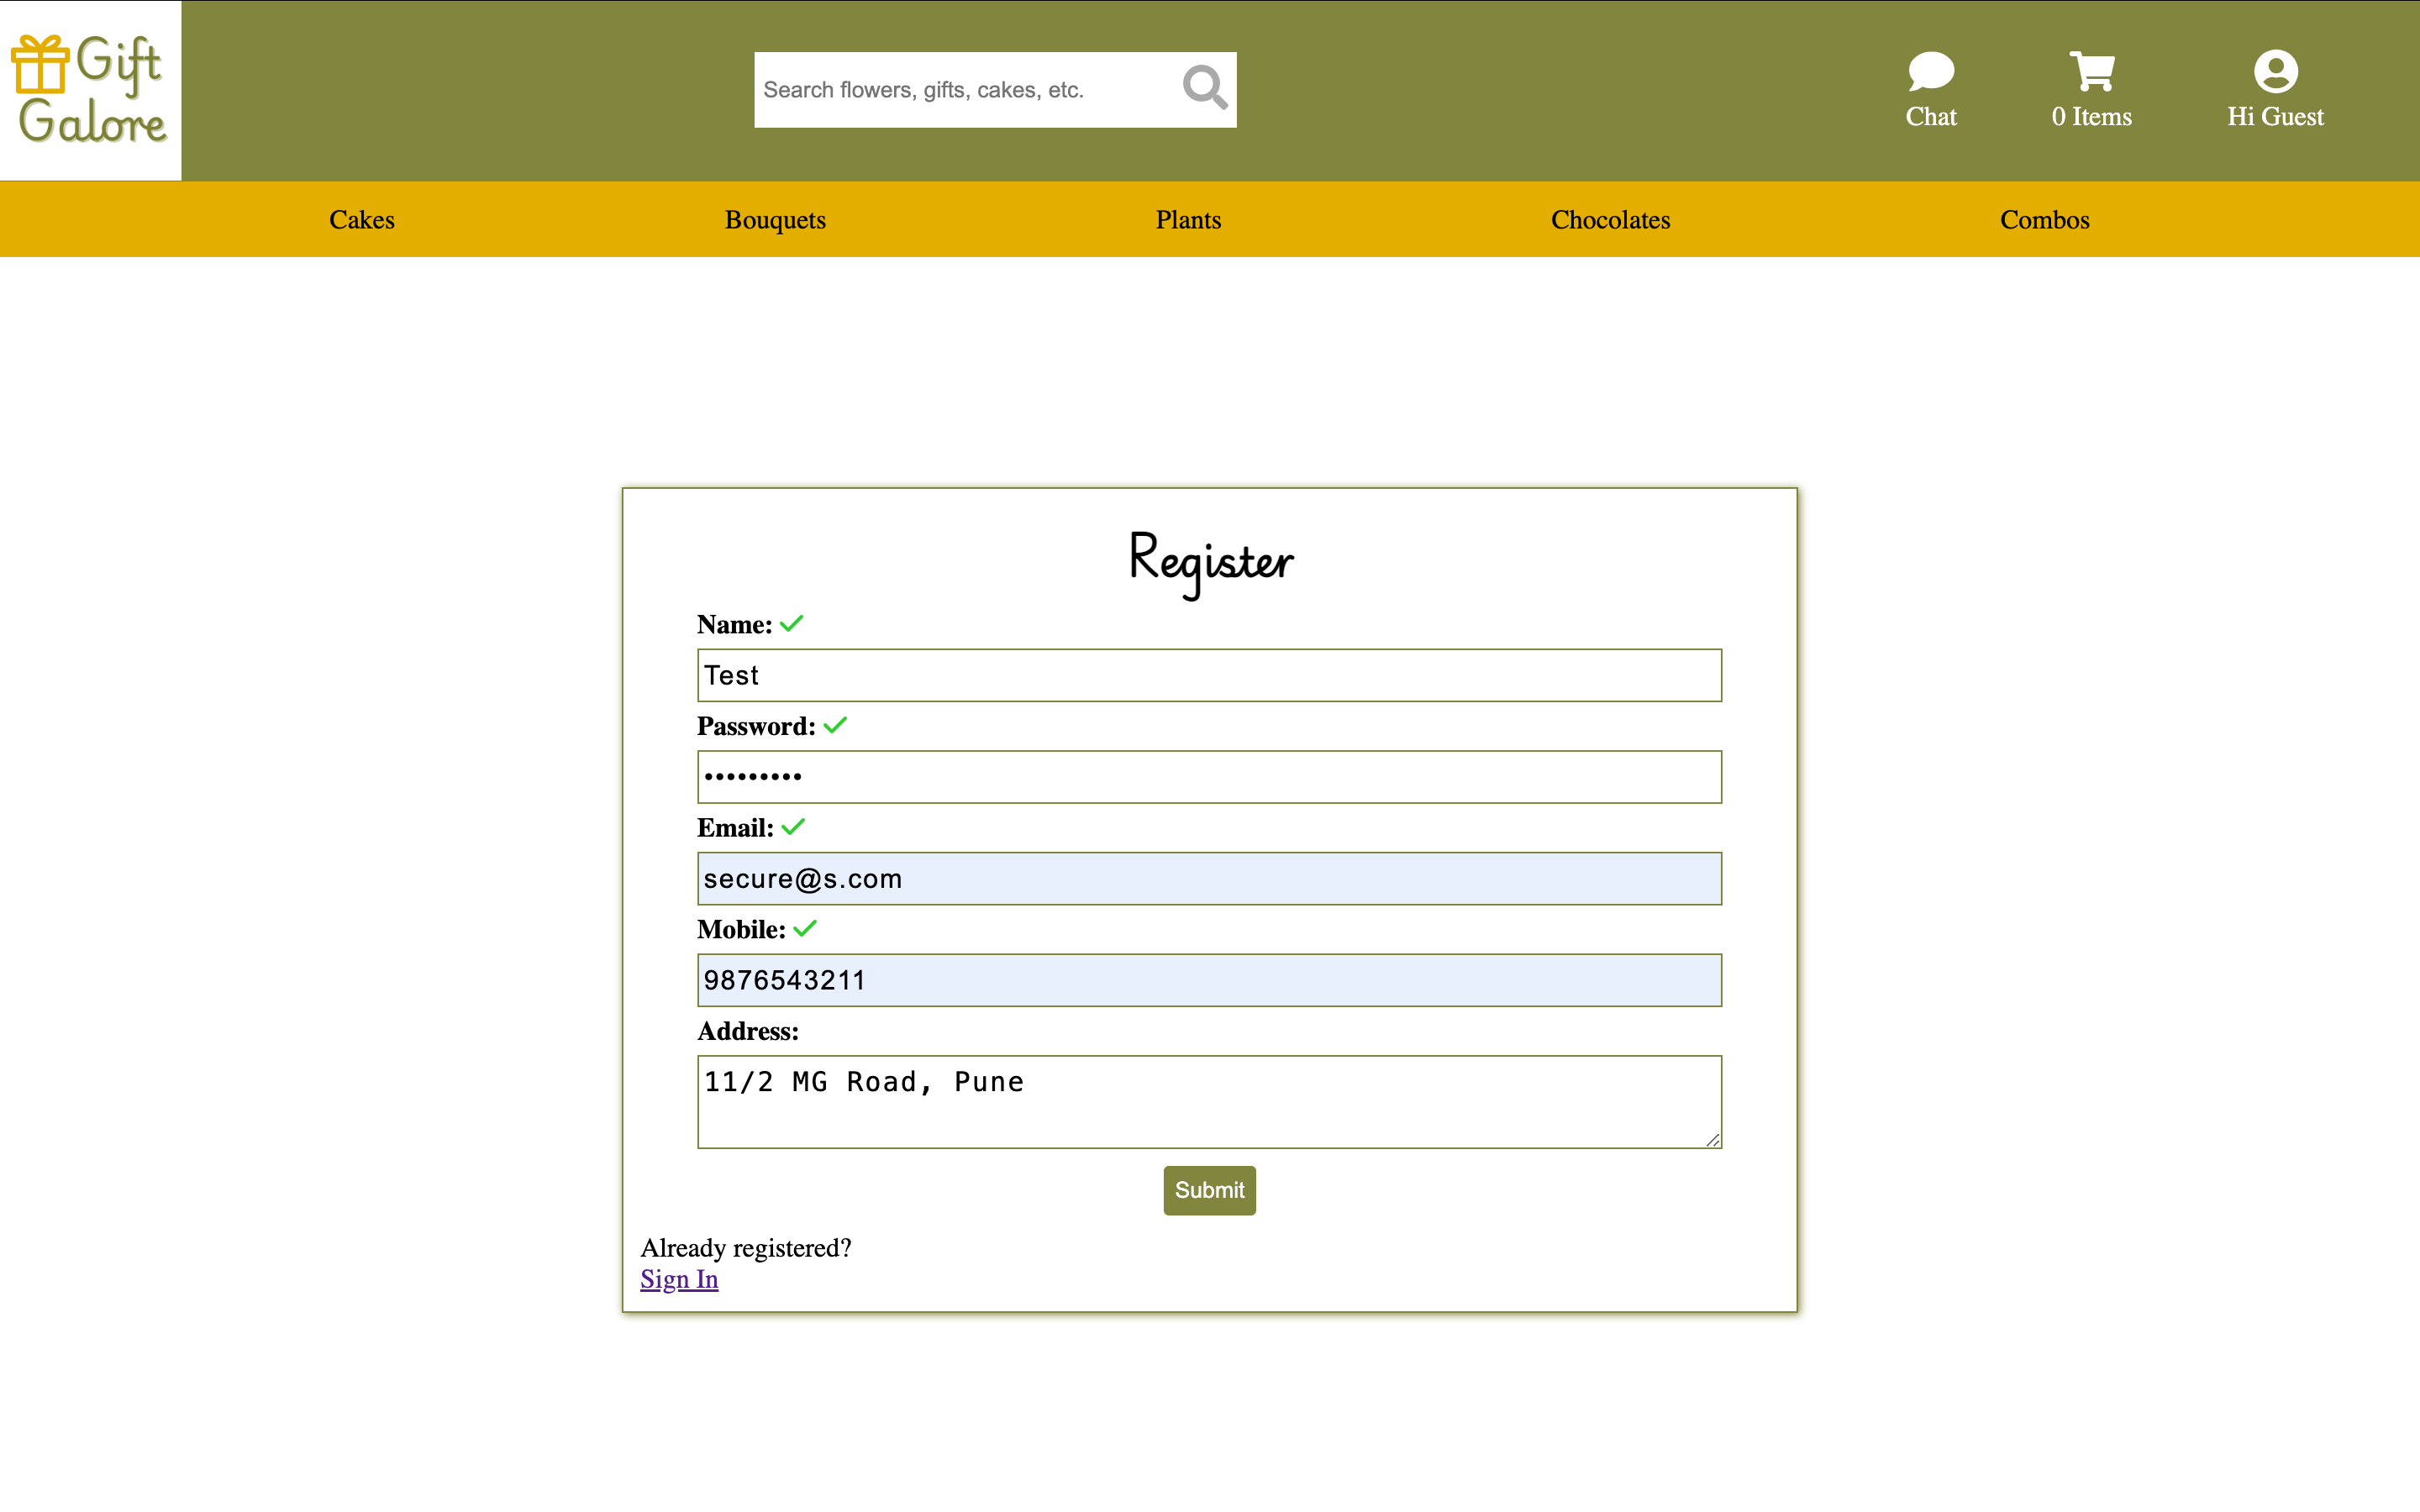 Gift
Galore
Search flowers, gifts, cakes, etc.
Chat
0 Items
Hi Guest
Cakes
Bouquets
Plants
Chocolates
Combos
Register
Name:
Test
Password:
•••••••••
Email:
secure@s.com
Mobile:
9876543211
Address:
11/2 MG Road, Pune
Submit
Already registered?
Sign In